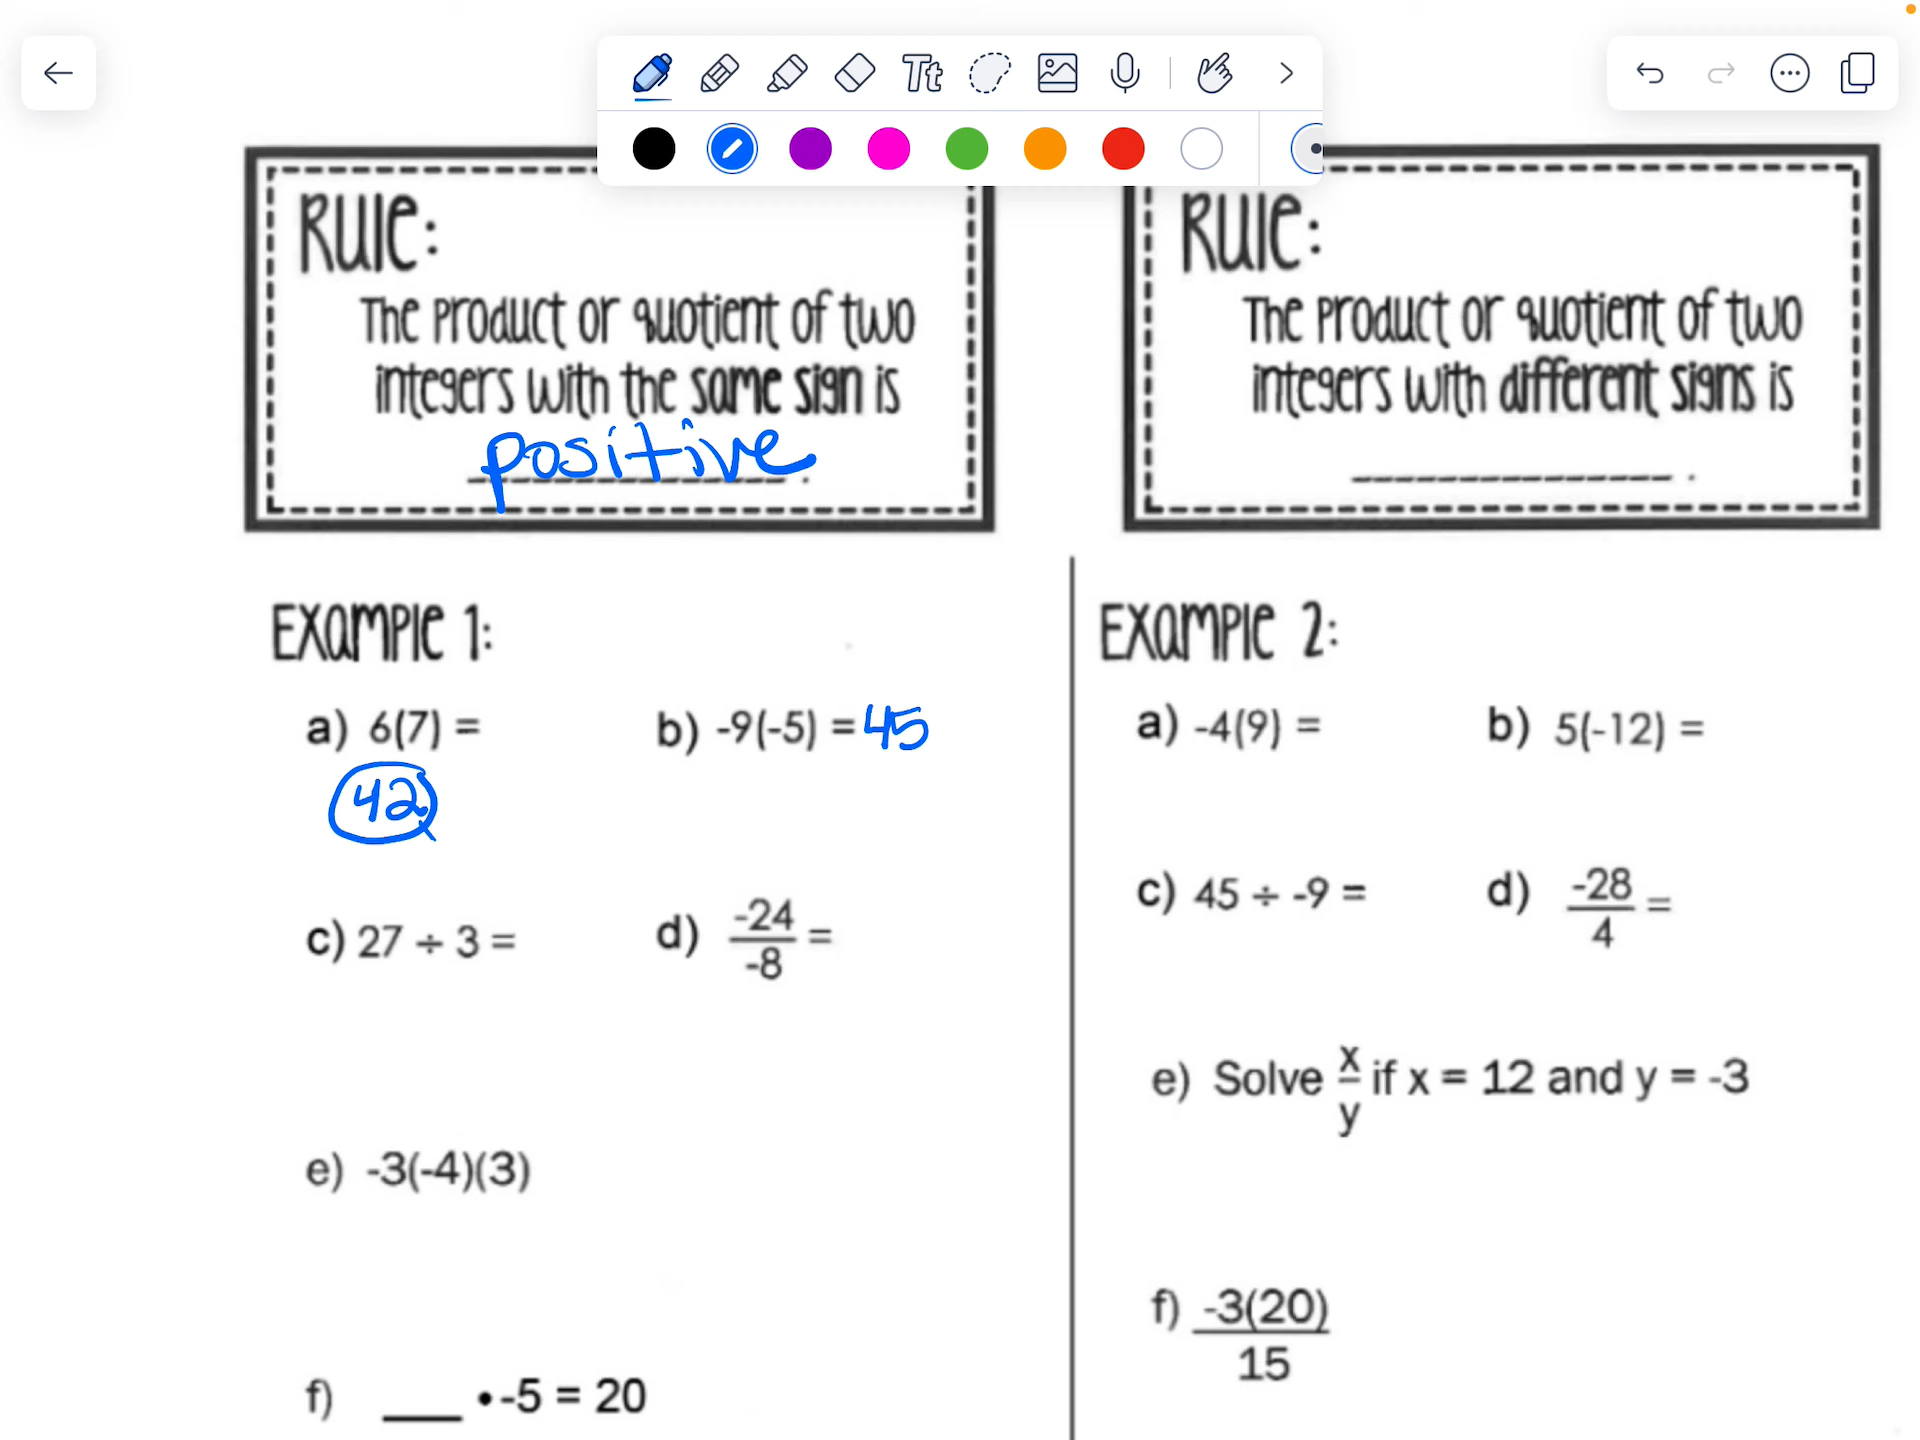 Tt
Rule:
The product or quotient of two
integers with the same sign is
positive.
Rule:
The product or quotient of two
integers with different signs is
______________.
Example 1:
a) 6(7) =
42
b) -9(-5) = 45
c) 27 ÷ 3 =
d) -24
-8 =
e) -3(-4)(3)
f) ___ • -5 = 20
Example 2:
a) -4(9) =
b) 5(-12) =
c) 45 ÷ -9 =
d) -28
4 =
e) Solve x
y if x = 12 and y = -3
f) -3(20)
15